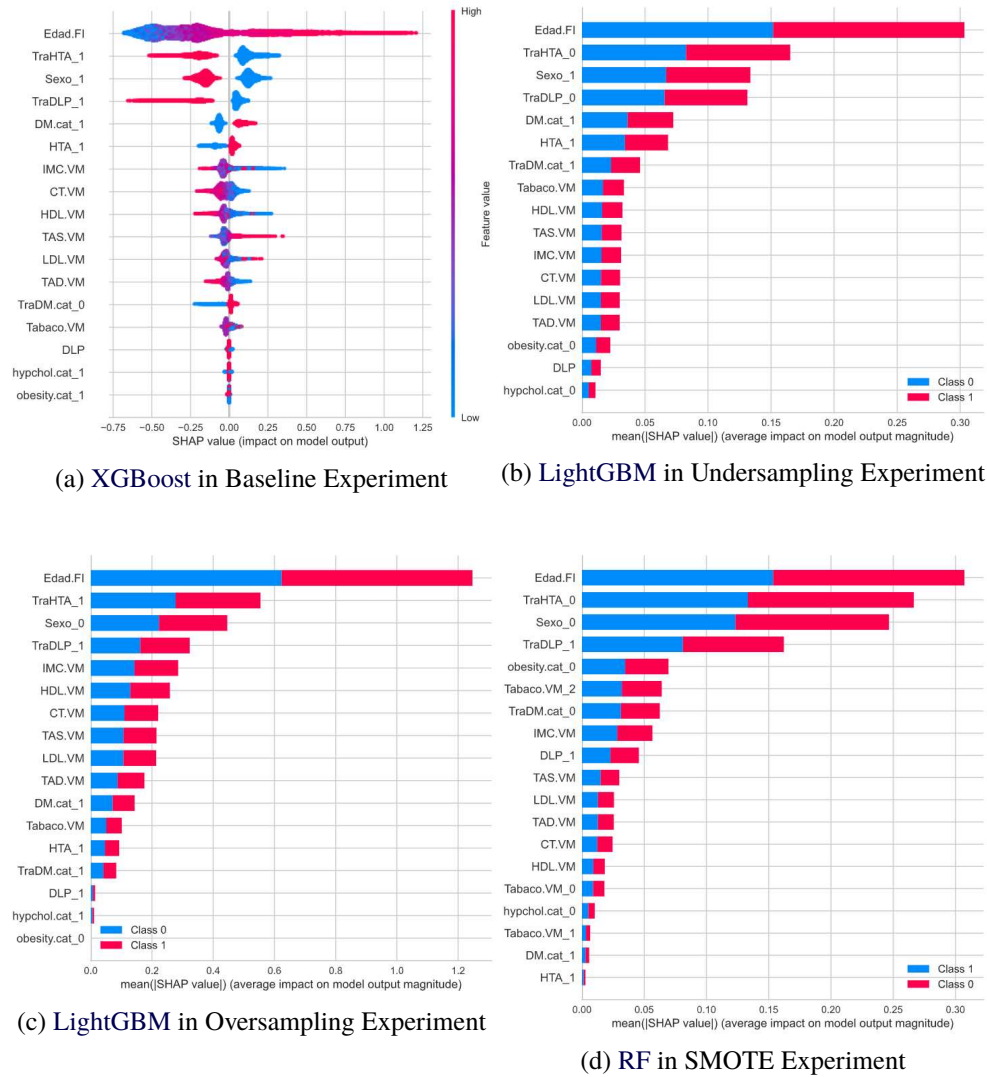 High
Edad.FI
TraHTA_1
Sexo_1
TraDLP_1
DM.cat_1
HTA_1
IMC.VM
CT.VM
HDL.VM
TAS.VM
LDL.VM
TAD.VM
TraDM.cat_0
Tabaco.VM
DLP
hypchol.cat_1
obesity.cat_1
Feature value
Low
−0.75 −0.50 −0.25 0.00 0.25 0.50 0.75 1.00 1.25
SHAP value (impact on model output)
(a) XGBoost in Baseline Experiment
Edad.FI
TraHTA_0
Sexo_1
TraDLP_0
DM.cat_1
HTA_1
TraDM.cat_1
Tabaco.VM
HDL.VM
TAS.VM
IMC.VM
CT.VM
LDL.VM
TAD.VM
obesity.cat_0
DLP
hypchol.cat_0
Class 0
Class 1
0.00 0.05 0.10 0.15 0.20 0.25 0.30
mean(|SHAP value|) (average impact on model output magnitude)
(b) LightGBM in Undersampling Experiment
Edad.FI
TraHTA_1
Sexo_0
TraDLP_1
IMC.VM
HDL.VM
CT.VM
TAS.VM
LDL.VM
TAD.VM
DM.cat_1
Tabaco.VM
HTA_1
TraDM.cat_1
DLP_1
hypchol.cat_1
obesity.cat_0
Class 0
Class 1
0.0 0.2 0.4 0.6 0.8 1.0 1.2
mean(|SHAP value|) (average impact on model output magnitude)
(c) LightGBM in Oversampling Experiment
Edad.FI
TraHTA_0
Sexo_0
TraDLP_1
obesity.cat_0
Tabaco.VM_2
TraDM.cat_0
IMC.VM
DLP_1
TAS.VM
LDL.VM
TAD.VM
CT.VM
HDL.VM
Tabaco.VM_0
hypchol.cat_0
Tabaco.VM_1
DM.cat_1
HTA_1
Class 1
Class 0
0.00 0.05 0.10 0.15 0.20 0.25 0.30
mean(|SHAP value|) (average impact on model output magnitude)
(d) RF in SMOTE Experiment